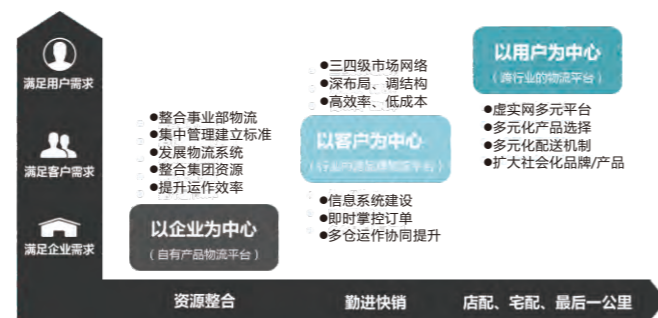 满足用户需求
满足客户需求
满足企业需求
●整合事业部物流
●集中管理建立标准
●发展物流系统
●整合集团资源
●提升运作效率
以企业为中心
(自有产品物流平台)
●三四级市场网络
●深布局、调结构
●高效率、低成本
以客户为中心
●信息系统建设
●即时掌控订单
●多仓运作协同提升
以用户为中心
(跨行业的物流平台)
●虚实网多元平台
●多元化产品选择
●多元化配送机制
●扩大社会化品牌/产品
资源整合
勤进快销
店配、宅配、最后一公里